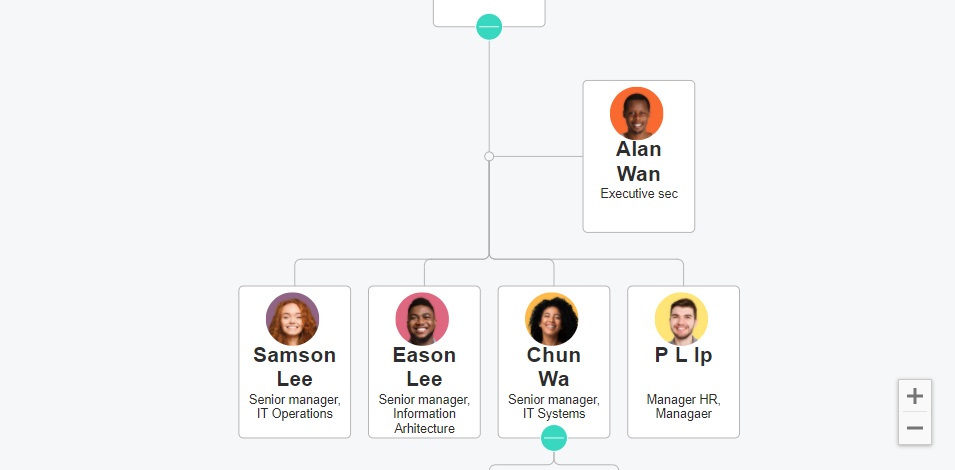 Alan
Wan
Executive sec
Samson
Lee
Senior manager,
IT Operations
Eason
Lee
Senior manager,
Information
Arhitecture
Chun
Wa
Senior manager,
IT Systems
P L Ip
Manager HR,
Managaer